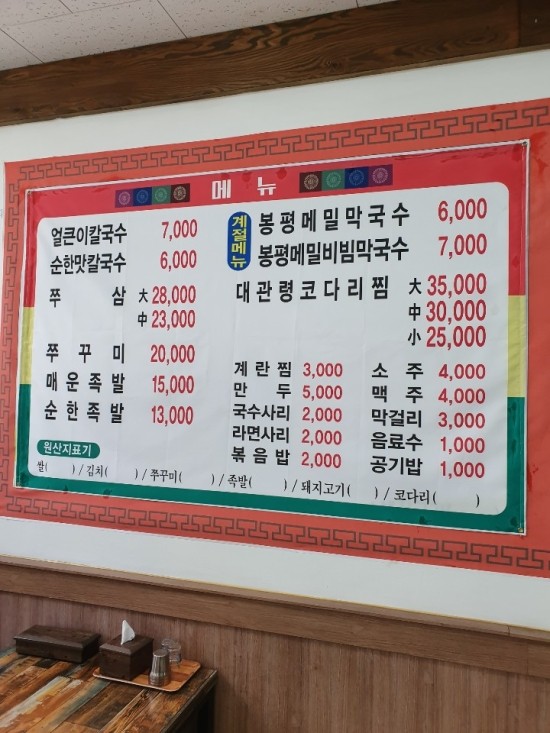 메뉴
얼큰이칼국수 7,000
순한맛칼국수 6,000
쭈삼 大 28,000
中 23,000
쭈꾸미 20,000
매운족발 15,000
순한족발 13,000
계절메뉴
봉평메밀막국수 6,000
봉평메밀비빔막국수 7,000
대관령코다리찜 大 35,000
中 30,000
小 25,000
계란찜 3,000
만두 5,000
국수사리 2,000
라면사리 2,000
볶음밥 2,000
소주 4,000
맥주 4,000
막걸리 3,000
음료수 1,000
공기밥 1,000
원산지표기
쌀( ) / 김치( ) / 쭈꾸미( ) / 족발( ) / 돼지고기( ) / 코다리( )